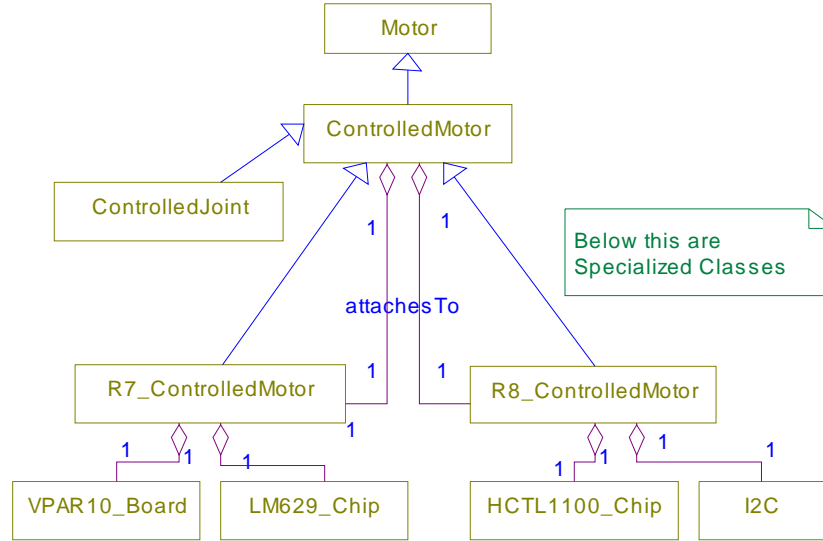 Motor
ControlledMotor
ControlledJoint
1
1
Below this are
Specialized Classes
attachesTo
1
1
R7_ControlledMotor
R8_ControlledMotor
1
1
1
1
1
1
1
VPAR10_Board
LM629_Chip
HCTL1100_Chip
I2C